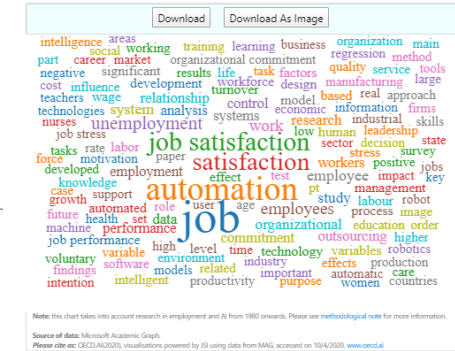 Download Download As Image
intelligence areas
social working training learning business organization main
part career market organizational commitment regression method
negative significant results life task factors quality service tools
cost influence development turnover workforce design manufacturing large
teachers wage relationship control model based real approach
technologies system analysis systems economic information firms
nurses unemployment work research industrial skills
job stress job satisfaction low human leadership
tasks rate labor paper satisfaction sector decision state
force motivation workers stress survey
developed employment effect test employee positive jobs
knowledge automation pt impact key
case growth support study management
automated role user age employees labour robot
future health set data job process image
machine performance organizational education order
job performance commitment outsourcing higher
variable high level time technology variables robotics
voluntary environment industry effects production
findings software models related important automatic care
intention intelligent productivity purpose women countries
Note: this chart takes into account research in employment and AI from 1980 onwards. Please see methodological note for more information.
Source of data: Microsoft Academic Graph.
Please cite as: OECD.AI(2020), visualisations powered by JSI using data from MAG, accessed on 10/4/2020, www.oecd.ai